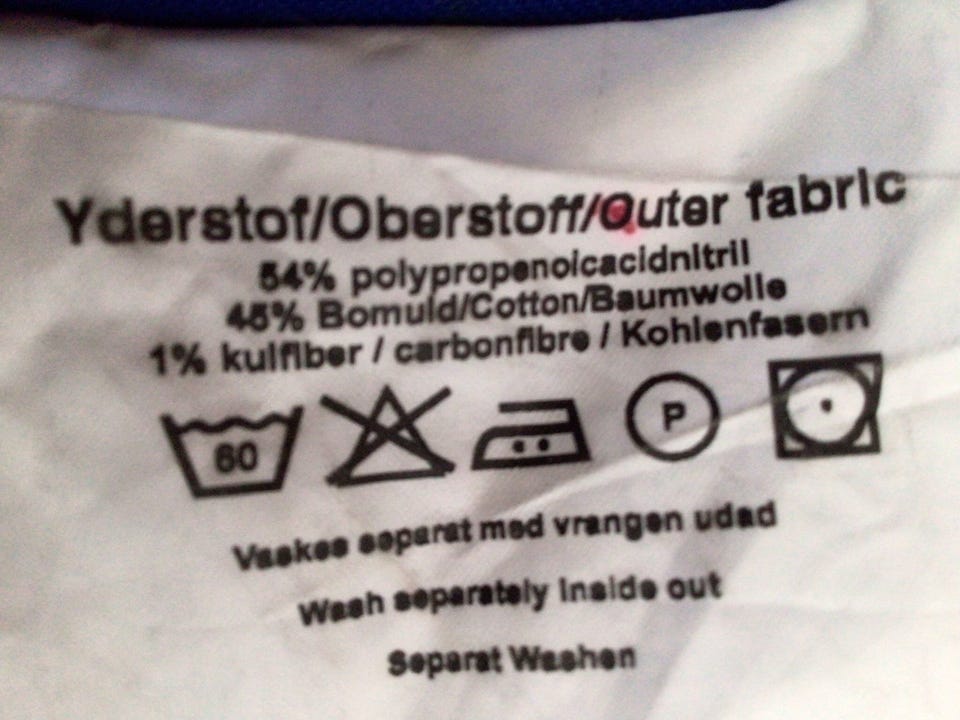 Yderstof/Oberstoff/Outer fabric
54% polypropenoicacidnitril
45% Bomuld/Cotton/Baumwolle
1% kulfiber / carbonfibre / Kohlenfasern
60 P
Vaskes separat med vrangen udad
Wash separately inside out
Separat Washen